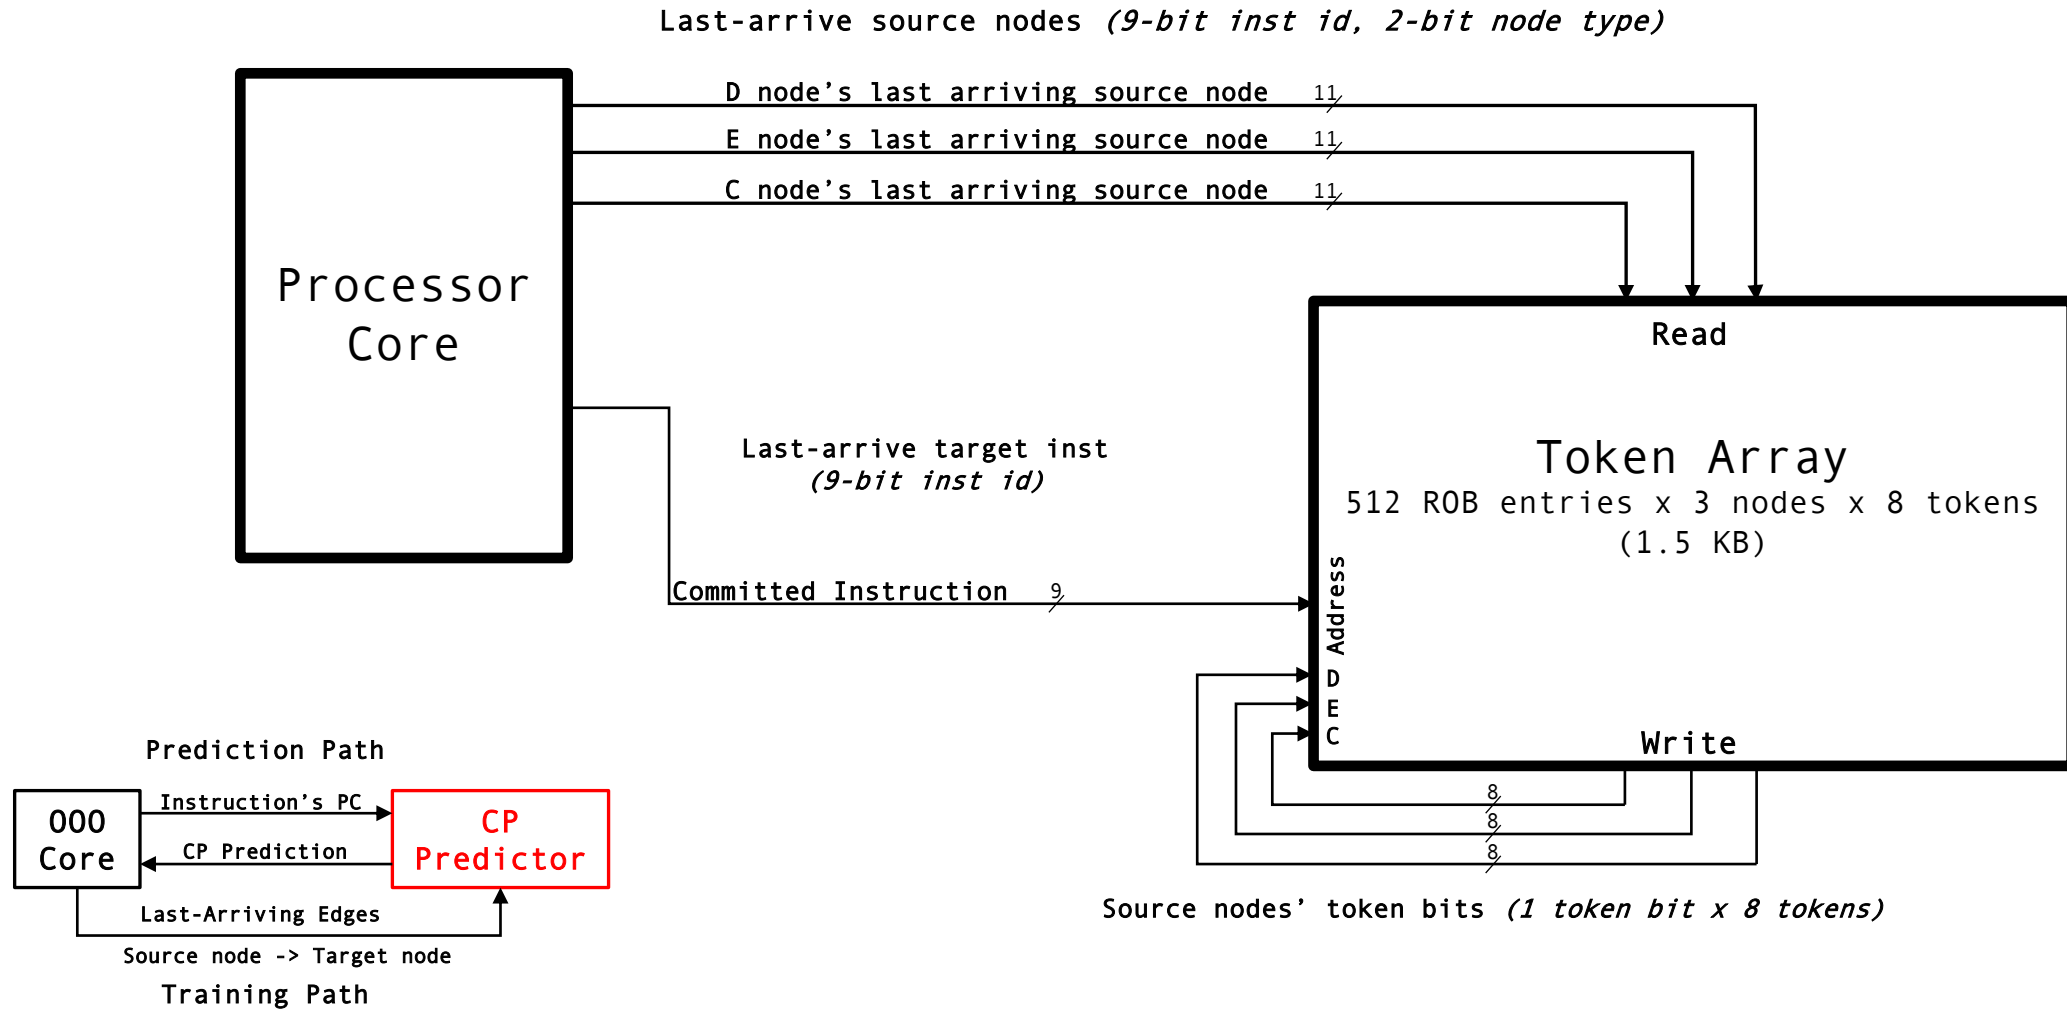 Last-arrive source nodes (9-bit inst id, 2-bit node type)
D node’s last arriving source node 11
E node’s last arriving source node 11
C node’s last arriving source node 11
Processor
Core
Read
Token Array
512 ROB entries x 3 nodes x 8 tokens
(1.5 KB)
Last-arrive target inst
(9-bit inst id)
Committed Instruction 9
Address
D
E
C
Write
8
8
8
Source nodes’ token bits (1 token bit x 8 tokens)
Prediction Path
OOO
Core
Instruction’s PC
CP Prediction
CP
Predictor
Last-Arriving Edges
Source node -> Target node
Training Path